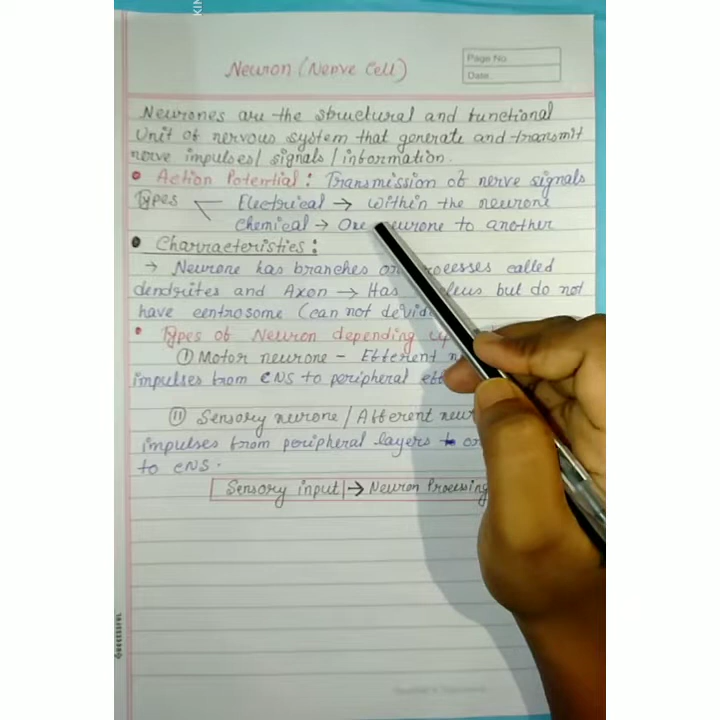 KIN
Neuron (Nerve Cell)
Page No
Date
Neurones are the structural and functional
Unit of nervous system that generate and transmit
nerve impulses/ signals / information.
Action Potential : Transmission of nerve signals
Types
Electrical → Within the neurone
Chemical → One neurone to another
Characteristics :
→ Neurone has branches or processes called
dendrites and Axon → Has but do not
have centrosome (can not
Types of Neuron depending
(I) Motor neurone - Efferent
impulses from CNS to peripheral
(II) Sensory neurone / Afferent
impulses from peripheral layers to
to CNS.
Sensory input → Neuron Processing
SUCCESSFUL